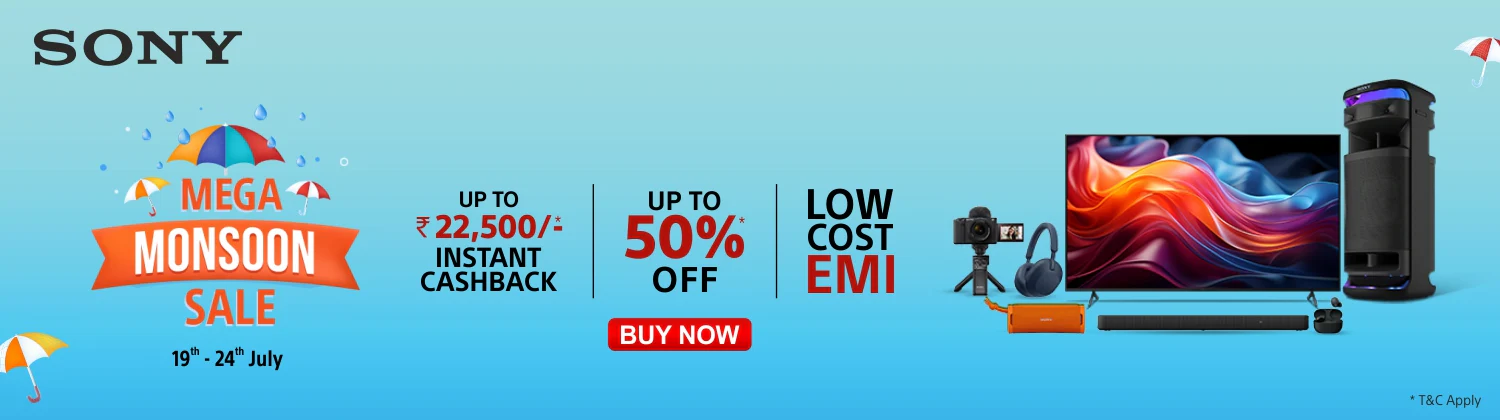 SONY
MEGA
MONSOON
SALE
19th - 24th July
UP TO
₹ 22,500/-*
INSTANT
CASHBACK
UP TO
50%*
OFF
BUY NOW
LOW
COST
EMI
SONY
* T&C Apply